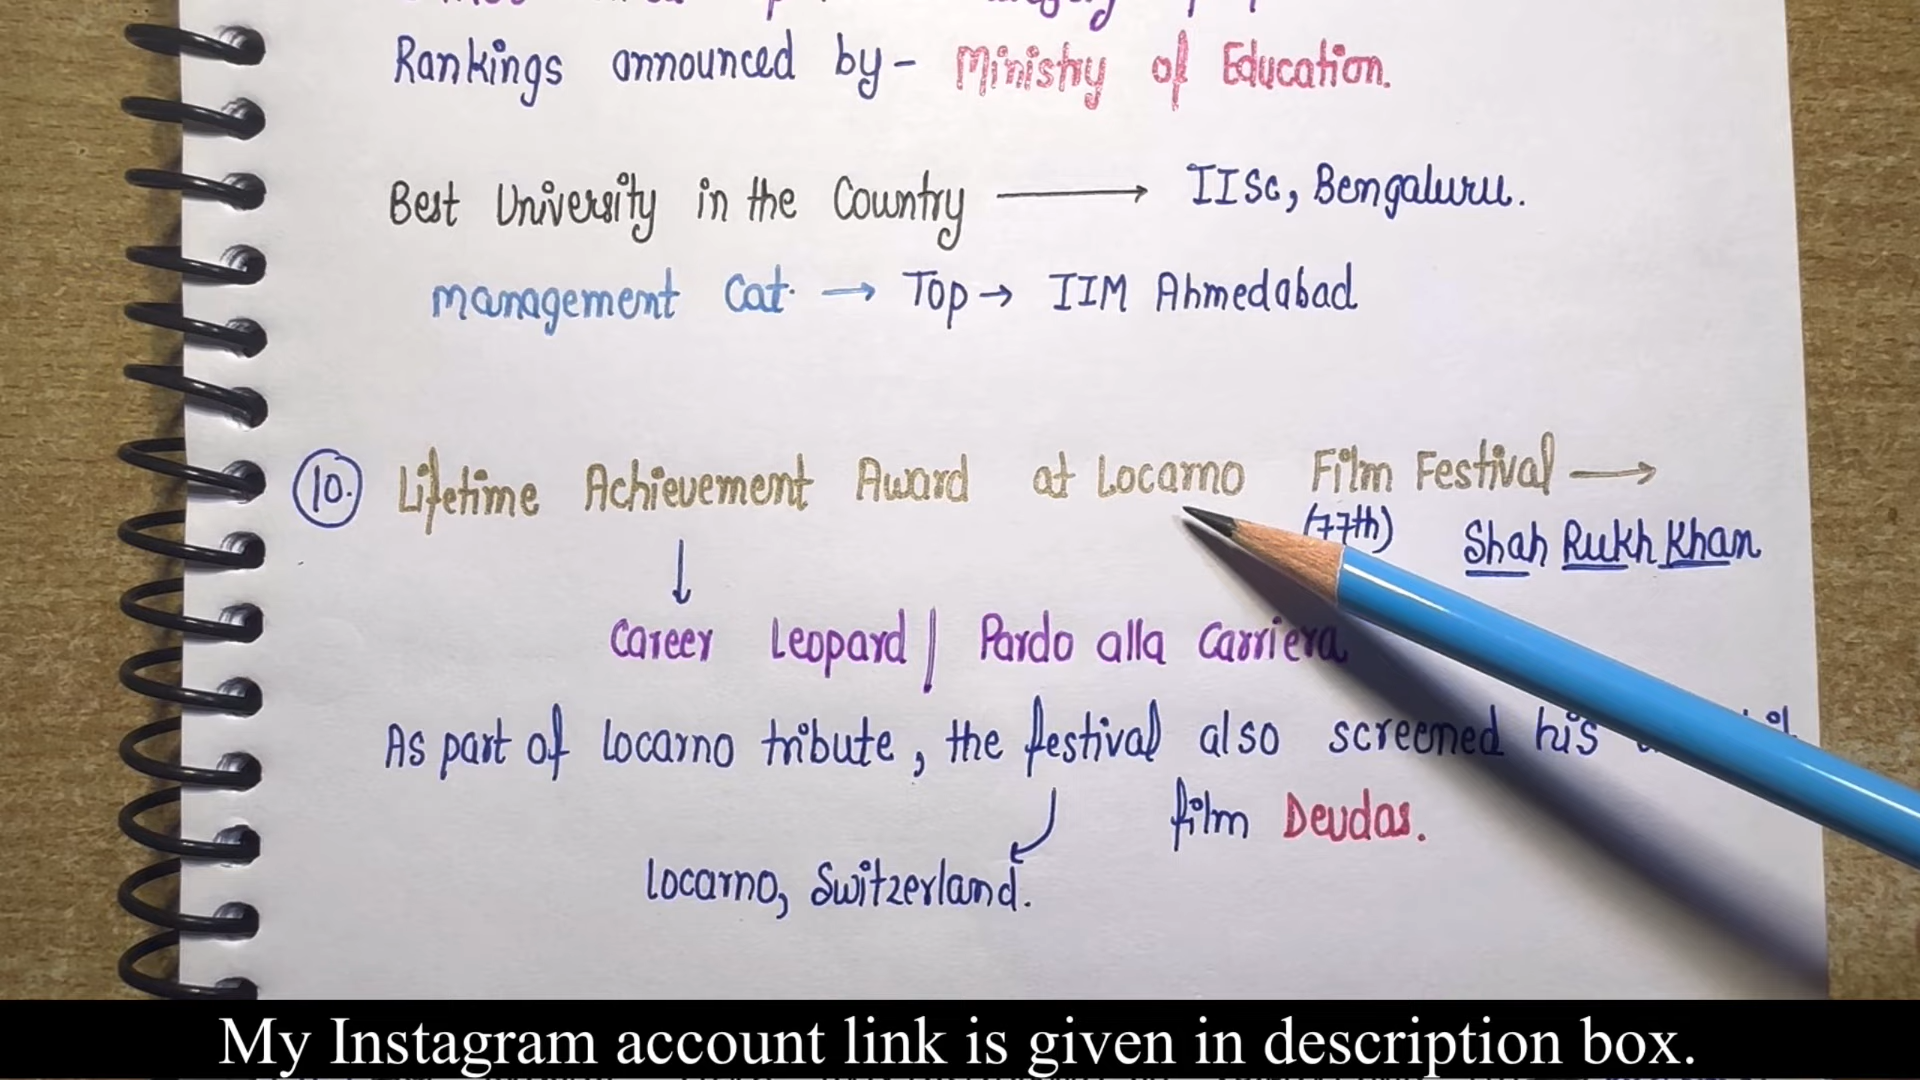 Rankings announced by - Ministry of Education.
Best University in the Country → IISc, Bengaluru.
management Cat. → Top → IIM Ahmedabad
10. Lifetime Achievement Award at Locarno Film Festival →
(77th) Shah Rukh Khan
↓
Career Leopard | Pardo alla Carriera
As part of Locarno tribute, the festival also screened his
film Devdas.
Locarno, Switzerland.
My Instagram account link is given in description box.